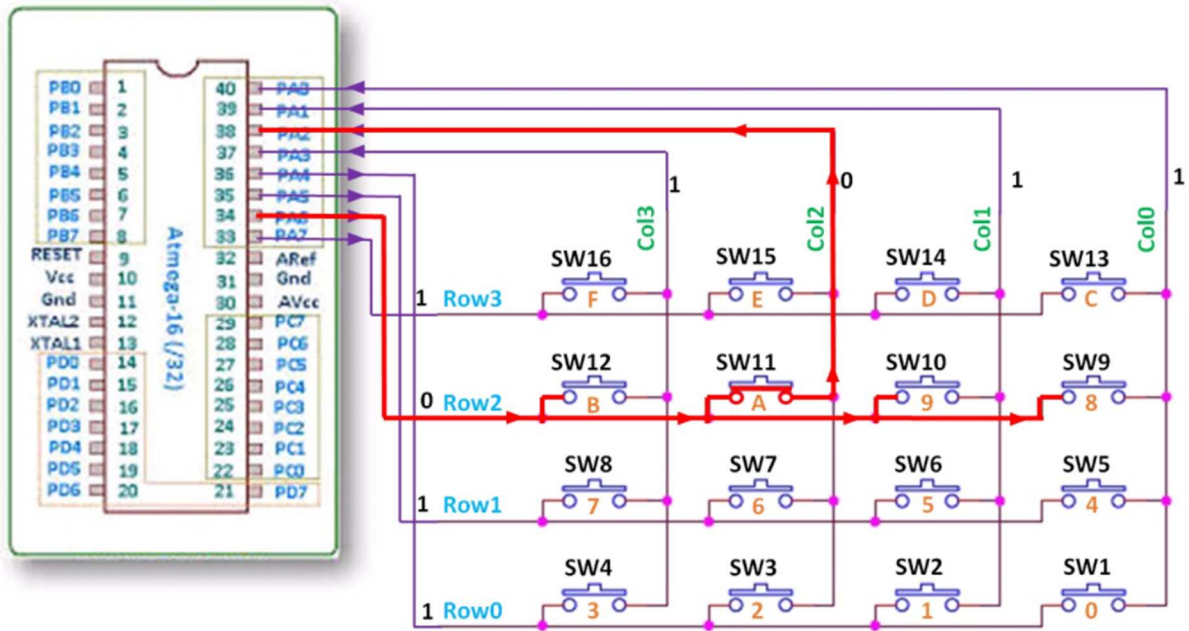 PB0 1 40 PA0
PB1 2 39 PA1
PB2 3 38 PA2
PB3 4 37 PA3
PB4 5 36 PA4
PB5 6 35 PA5
PB6 7 34 PA6
PB7 8 33 PA7
RESET 9 32 ARef
Vcc 10 31 Gnd
Gnd 11 30 AVcc
XTAL2 12 29 PC7
XTAL1 13 28 PC6
PD0 14 27 PC5
PD1 15 26 PC4
PD2 16 25 PC3
PD3 17 24 PC2
PD4 18 23 PC1
PD5 19 22 PC0
PD6 20 21 PD7
Atmega-16 (/32)
1 0 1 1
Col3 Col2 Col1 Col0
SW16 SW15 SW14 SW13
F E D C
1 Row3
SW12 SW11 SW10 SW9
B A 9 8
0 Row2
SW8 SW7 SW6 SW5
7 6 5 4
1 Row1
SW4 SW3 SW2 SW1
3 2 1 0
1 Row0